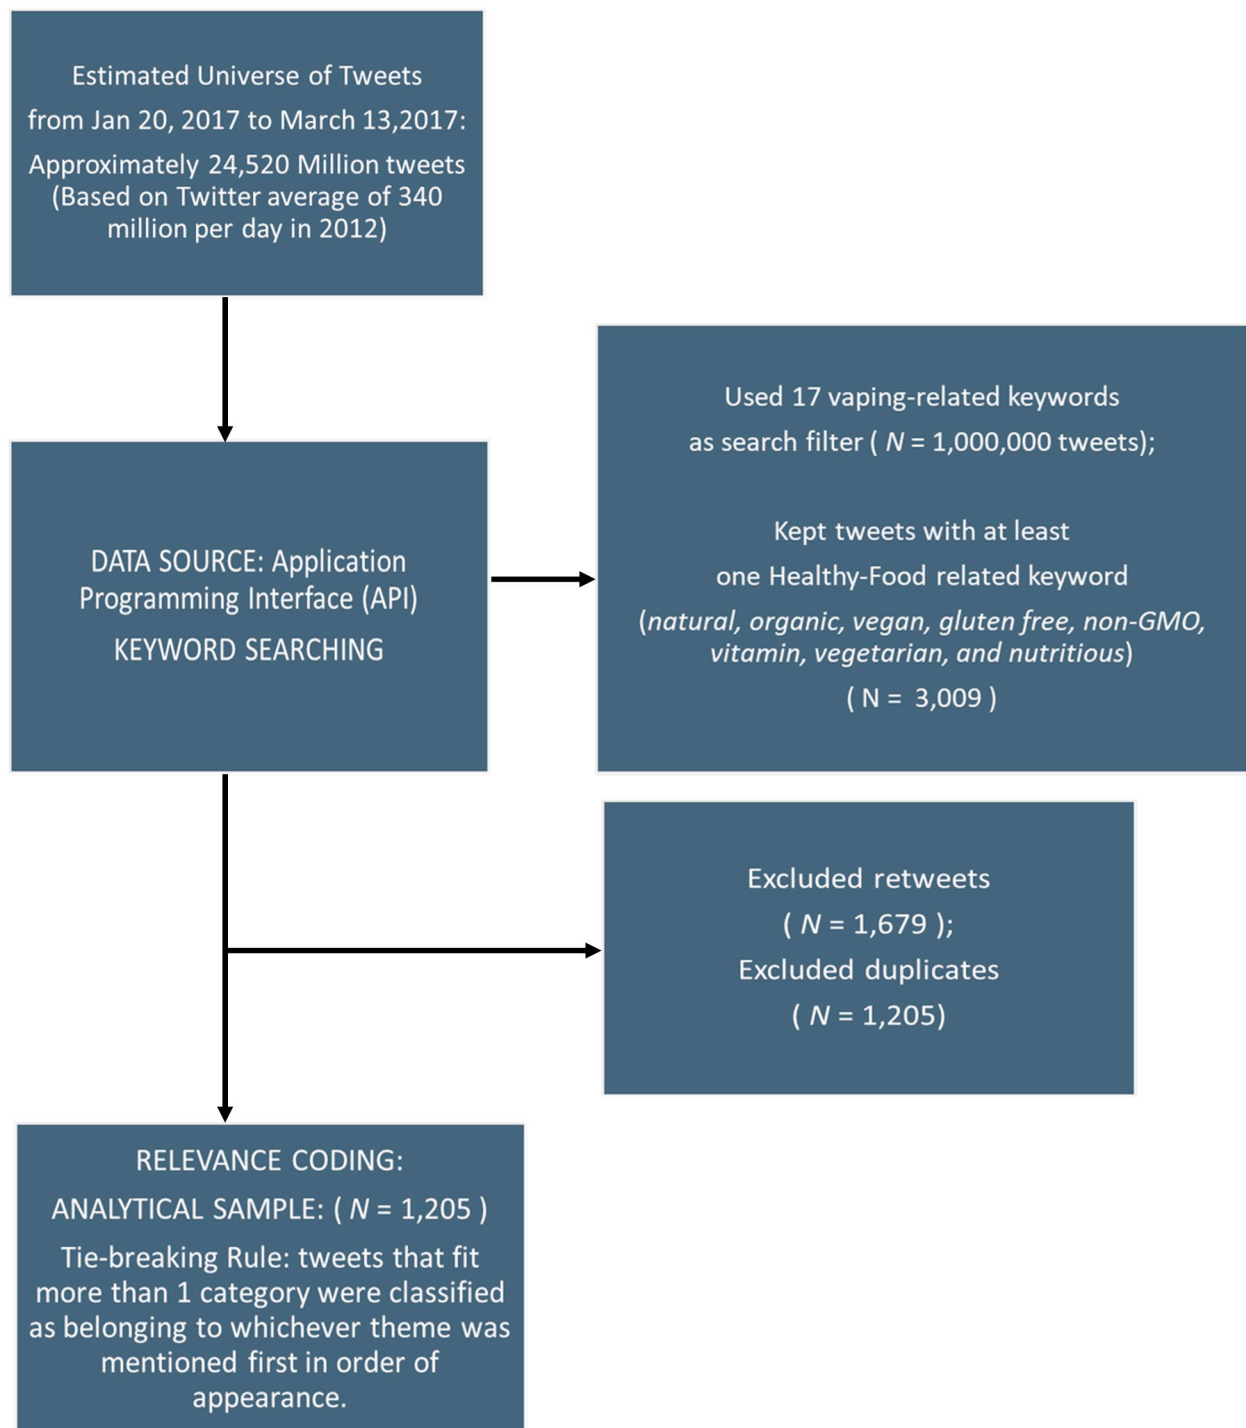 Estimated Universe of Tweets
from Jan 20, 2017 to March 13,2017:
Approximately 24,520 Million tweets
(Based on Twitter average of 340
million per day in 2012)
Used 17 vaping-related keywords
as search filter ( N = 1,000,000 tweets);
Kept tweets with at least
one Healthy-Food related keyword
(natural, organic, vegan, gluten free, non-GMO,
vitamin, vegetarian, and nutritious)
( N = 3,009 )
DATA SOURCE: Application
Programming Interface (API)
KEYWORD SEARCHING
Excluded retweets
( N = 1,679 );
Excluded duplicates
( N = 1,205)
RELEVANCE CODING:
ANALYTICAL SAMPLE: ( N = 1,205 )
Tie-breaking Rule: tweets that fit
more than 1 category were classified
as belonging to whichever theme was
mentioned first in order of
appearance.